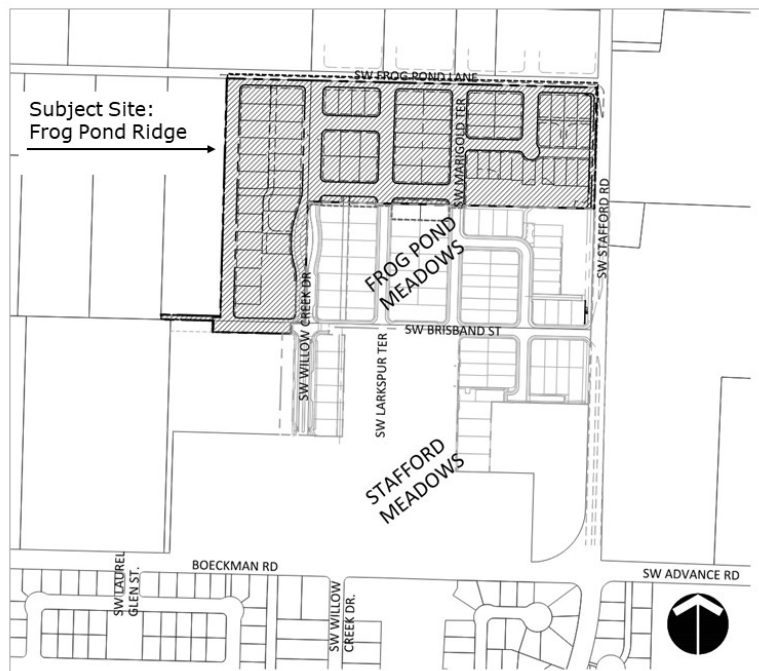 SW FROG POND LANE
Subject Site:
Frog Pond Ridge
SW MARIGOLD TER
SW STAFFORD RD
FROG POND
MEADOWS
SW WILLOW CREEK DR
SW BRISBAND ST
SW LARKSPUR TER
STAFFORD
MEADOWS
BOECKMAN RD
SW ADVANCE RD
SW LAUREL
GLEN ST.
SW WILLOW
CREEK DR.